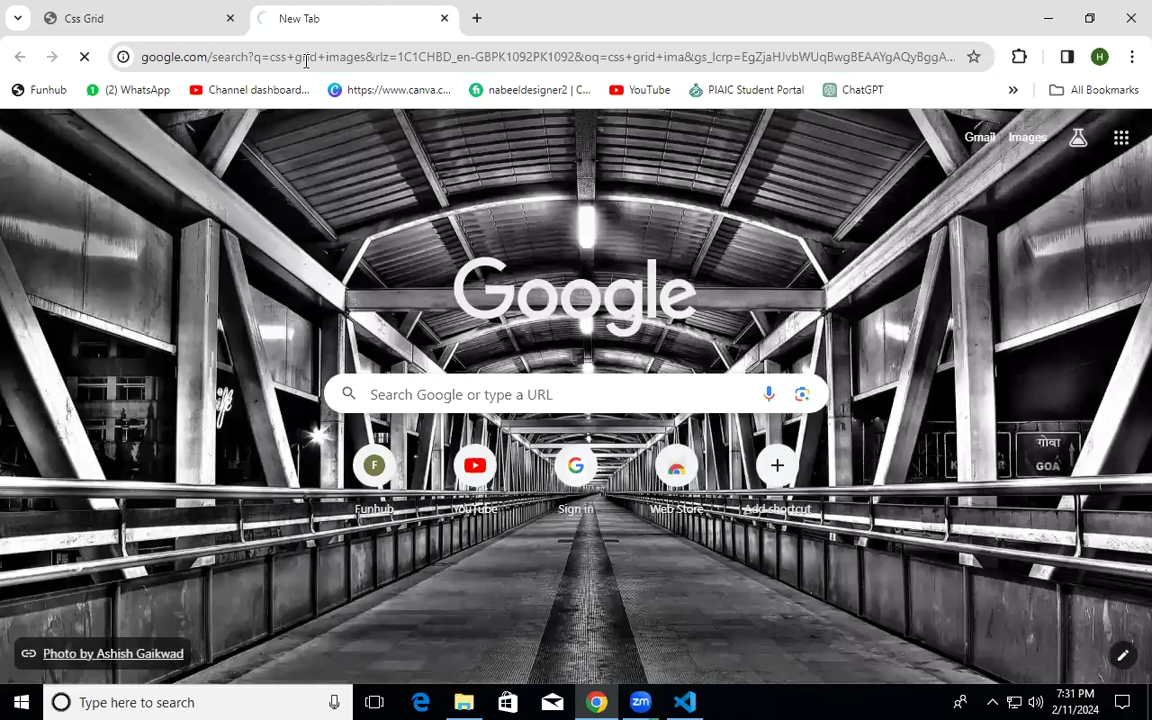 Css Grid
New Tab
google.com/search?q=css+grid+images&rlz=1C1CHBD_en-GBPK1092PK1092&oq=css+grid+ima&gs_lcrp=EgZjaHJvbWUqBwgBEAAYgAQyBggA...
Funhub
(2) WhatsApp
Channel dashboard...
https://www.canva.c...
nabeeldesigner2 | C...
YouTube
PIAIC Student Portal
ChatGPT
»
All Bookmarks
Gmail
Images
Google
Search Google or type a URL
F
Funhub
YouTube
Sign in
Web Store
Add shortcut
गोवा
GOA
Photo by Ashish Gaikwad
H
Type here to search
zm
7:31 PM
2/11/2024